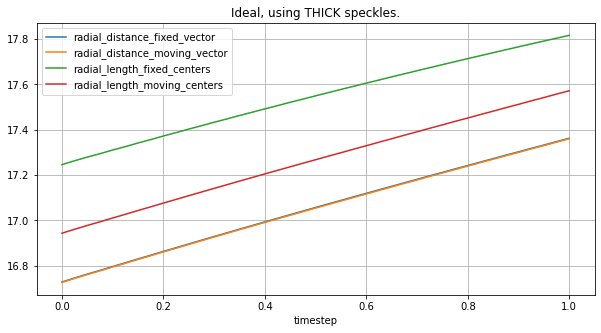 Ideal, using THICK speckles.
radial_distance_fixed_vector
radial_distance_moving_vector
radial_length_fixed_centers
radial_length_moving_centers
17.8
17.6
17.4
17.2
17.0
16.8
0.0 0.2 0.4 0.6 0.8 1.0
timestep